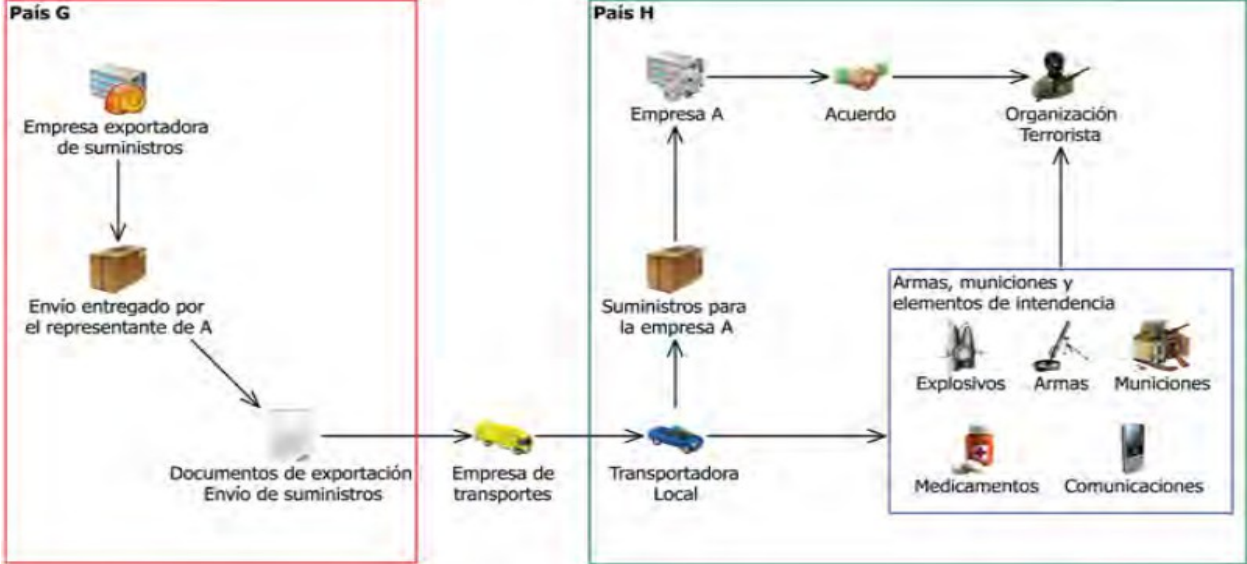 País G
Empresa exportadora
de suministros
Envío entregado por
el representante de A
Documentos de exportación
Envío de suministros
Empresa de
transportes
País H
Empresa A
Acuerdo
Organización
Terrorista
Suministros para
la empresa A
Transportadora
Local
Armas, municiones y
elementos de intendencia
Explosivos
Armas
Municiones
Medicamentos
Comunicaciones